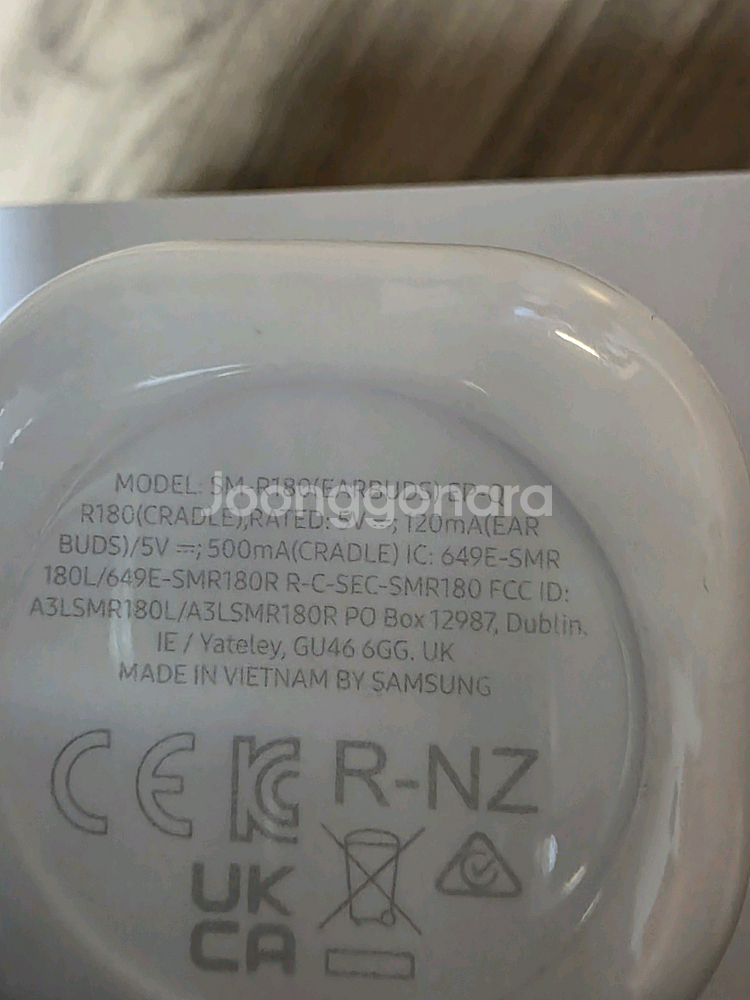 MODEL: SM-R180(EARBUDS) EP-Q
Joonggonara
R180(CRADLE),RATED: 5V ⎓; 120mA(EAR
BUDS)/5V ⎓; 500mA(CRADLE) IC: 649E-SMR
180L/649E-SMR180R R-C-SEC-SMR180 FCC ID:
A3LSMR180L/A3LSMR180R PO Box 12987, Dublin.
IE / Yateley, GU46 6GG. UK
MADE IN VIETNAM BY SAMSUNG
CE KC R-NZ
UK
CA